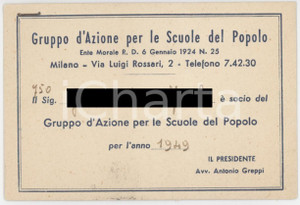 Gruppo d'Azione per le Scuole del Popolo
Ente Morale R. D. 6 Gennaio 1924 N. 25
Milano - Via Luigi Rossari, 2 - Telefono 7.42.30
750
Il Sig. è socio del
Gruppo d'Azione per le Scuole del Popolo
per l'anno 1949
IL PRESIDENTE
Avv. Antonio Greppi